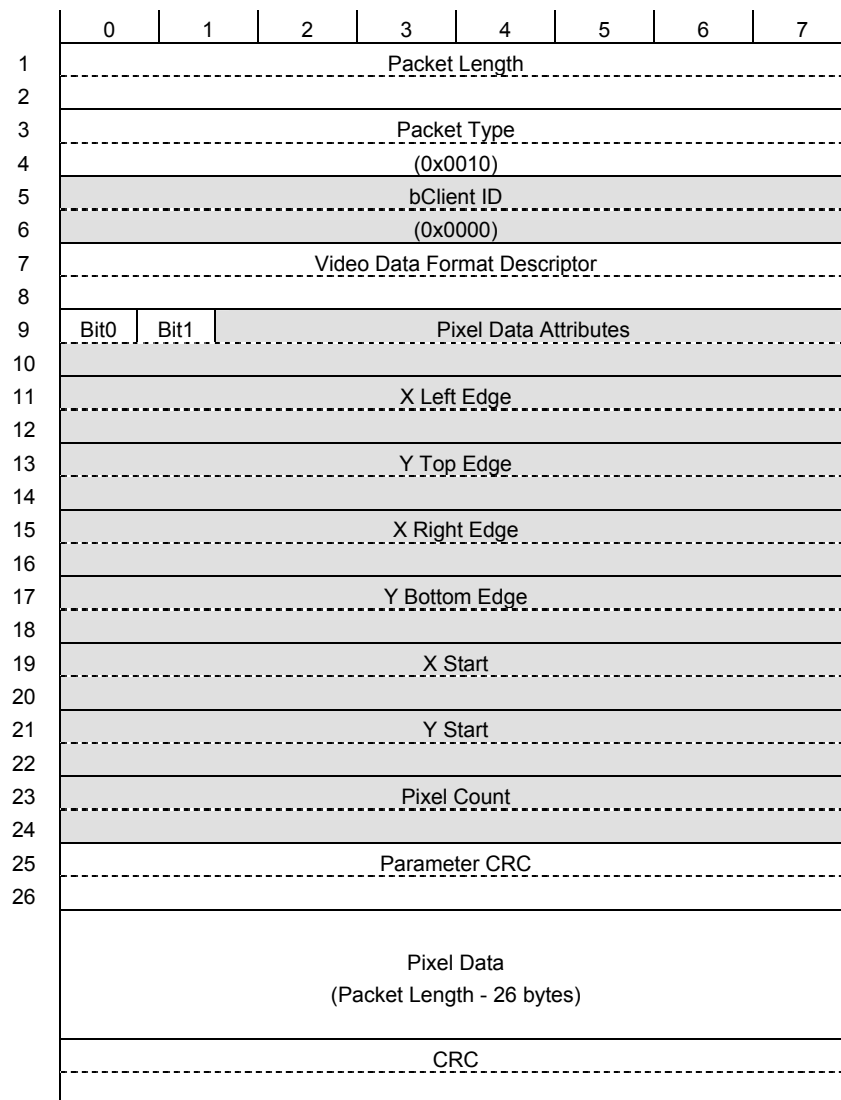 0 1 2 3 4 5 6 7
1 Packet Length
2
3 Packet Type
4 (0x0010)
5 bClient ID
6 (0x0000)
7 Video Data Format Descriptor
8
9 Bit0 Bit1 Pixel Data Attributes
10
11 X Left Edge
12
13 Y Top Edge
14
15 X Right Edge
16
17 Y Bottom Edge
18
19 X Start
20
21 Y Start
22
23 Pixel Count
24
25 Parameter CRC
26
Pixel Data
(Packet Length - 26 bytes)
CRC